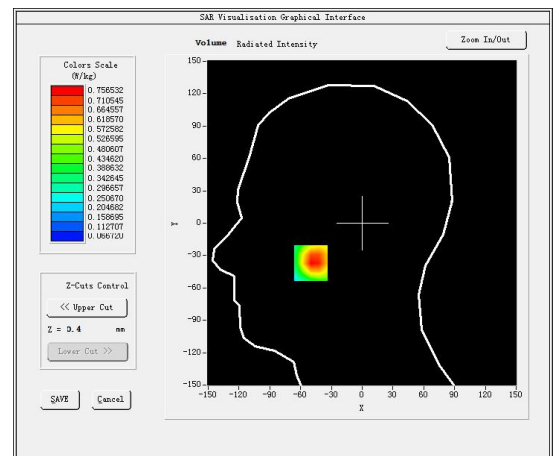 SAR Visualisation Graphical Interface
Volume Radiated Intensity
Zoom In/Out
Colors Scale
(W/kg)
0.756532
0.710545
0.664557
0.618570
0.572582
0.526595
0.480607
0.434620
0.388632
0.342645
0.296657
0.250670
0.204682
0.158695
0.112707
0.066720
Z-Cuts Control
<< Upper Cut
Z = 0.4 mm
Lower Cut >>
SAVE Cancel
150
120
90
60
30
0
-30
-60
-90
-120
-150
Y
-150 -120 -90 -60 -30 0 30 60 90 120 150
X